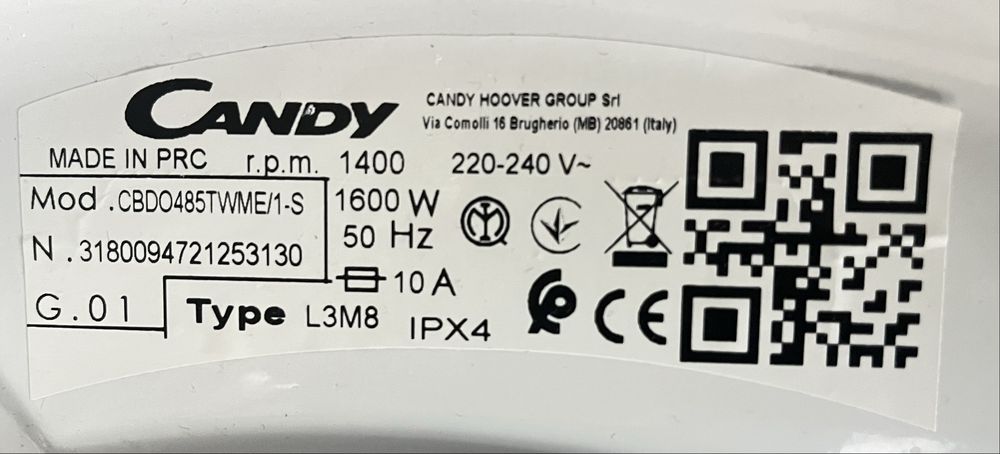 CANDY
CANDY HOOVER GROUP Srl
Via Comolli 16 Brugherio (MB) 20861 (Italy)
MADE IN PRC r.p.m. 1400 220-240 V~
Mod .CBDO485TWME/1-S 1600 W
N .3180094721253130 50 Hz
10 A
G.01 Type L3M8 IPX4
CE